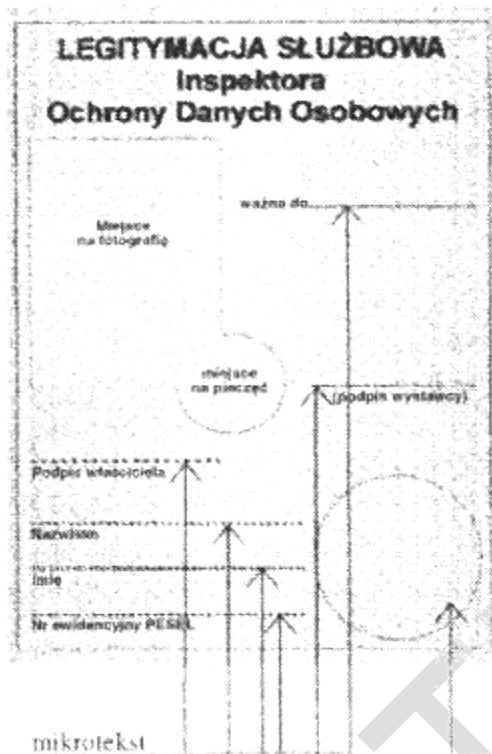 LEGITYMACJA SŁUŻBOWA
Inspektora
Ochrony Danych Osobowych
ważna do
Miejsce
na fotografię
miejsce
na pieczęć
(podpis wystawcy)
Podpis właściciela
Nazwisko
Imię
Nr ewidencyjny PESEL
mikrotekst